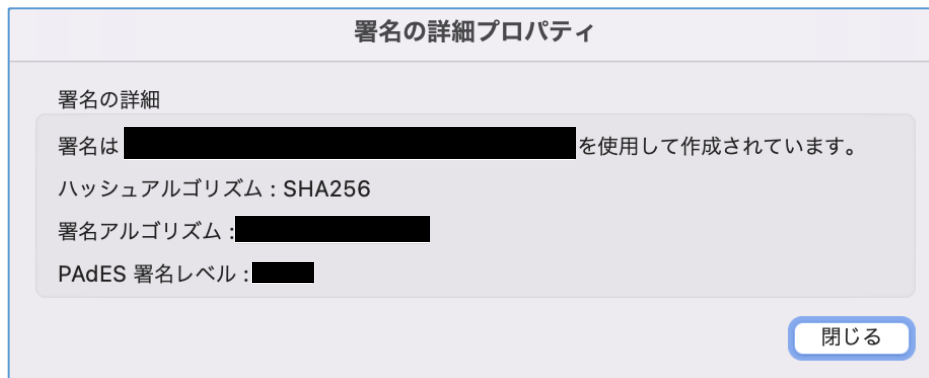 署名の詳細プロパティ
署名の詳細
署名は を使用して作成されています。
ハッシュアルゴリズム : SHA256
署名アルゴリズム :
PAdES 署名レベル :
閉じる